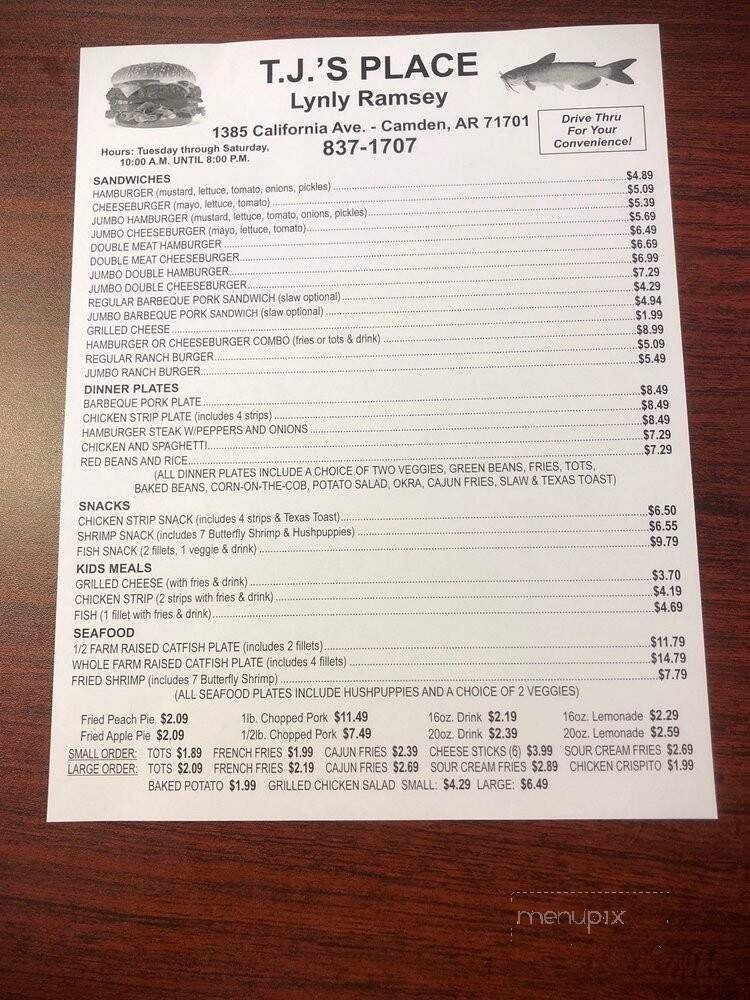 T.J.'S PLACE
Lynly Ramsey
1385 California Ave. - Camden, AR 71701
837-1707
Hours: Tuesday through Saturday,
10:00 A.M. UNTIL 8:00 P.M.
Drive Thru
For Your
Convenience!
SANDWICHES
HAMBURGER (mustard, lettuce, tomato, onions, pickles) $4.89
CHEESEBURGER (mayo, lettuce, tomato) $5.09
JUMBO HAMBURGER (mustard, lettuce, tomato, onions, pickles) $5.39
JUMBO CHEESEBURGER (mayo, lettuce, tomato) $5.69
DOUBLE MEAT HAMBURGER $6.49
DOUBLE MEAT CHEESEBURGER $6.69
JUMBO DOUBLE HAMBURGER $6.99
JUMBO DOUBLE CHEESEBURGER $7.29
REGULAR BARBEQUE PORK SANDWICH (slaw optional) $4.29
JUMBO BARBEQUE PORK SANDWICH (slaw optional) $4.94
GRILLED CHEESE $1.99
HAMBURGER OR CHEESEBURGER COMBO (fries or tots & drink) $8.99
REGULAR RANCH BURGER $5.09
JUMBO RANCH BURGER $5.49
DINNER PLATES
BARBEQUE PORK PLATE $8.49
CHICKEN STRIP PLATE (includes 4 strips) $8.49
HAMBURGER STEAK W/PEPPERS AND ONIONS $8.49
CHICKEN AND SPAGHETTI $7.29
RED BEANS AND RICE $7.29
(ALL DINNER PLATES INCLUDE A CHOICE OF TWO VEGGIES, GREEN BEANS, FRIES, TOTS,
BAKED BEANS, CORN-ON-THE-COB, POTATO SALAD, OKRA, CAJUN FRIES, SLAW & TEXAS TOAST)
SNACKS
CHICKEN STRIP SNACK (includes 4 strips & Texas Toast) $6.50
SHRIMP SNACK (includes 7 Butterfly Shrimp & Hushpuppies) $6.55
FISH SNACK (2 fillets, 1 veggie & drink) $9.79
KIDS MEALS
GRILLED CHEESE (with fries & drink) $3.70
CHICKEN STRIP (2 strips with fries & drink) $4.19
FISH (1 fillet with fries & drink) $4.69
SEAFOOD
1/2 FARM RAISED CATFISH PLATE (includes 2 fillets) $11.79
WHOLE FARM RAISED CATFISH PLATE (includes 4 fillets) $14.79
FRIED SHRIMP (includes 7 Butterfly Shrimp) $7.79
(ALL SEAFOOD PLATES INCLUDE HUSHPUPPIES AND A CHOICE OF 2 VEGGIES)
Fried Peach Pie $2.09 1lb. Chopped Pork $11.49 16oz. Drink $2.19 16oz. Lemonade $2.29
Fried Apple Pie $2.09 1/2lb. Chopped Pork $7.49 20oz. Drink $2.39 20oz. Lemonade $2.59
SMALL ORDER: TOTS $1.89 FRENCH FRIES $1.99 CAJUN FRIES $2.39 CHEESE STICKS (6) $3.99 SOUR CREAM FRIES $2.69
LARGE ORDER: TOTS $2.09 FRENCH FRIES $2.19 CAJUN FRIES $2.69 SOUR CREAM FRIES $2.89 CHICKEN CRISPITO $1.99
BAKED POTATO $1.99 GRILLED CHICKEN SALAD SMALL: $4.29 LARGE: $6.49
menupix